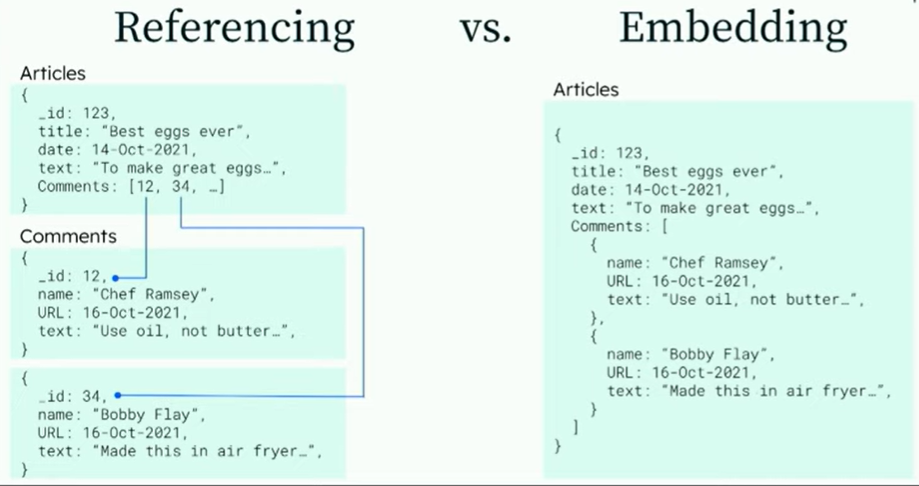 Referencing vs. Embedding
Articles
{
_id: 123,
title: "Best eggs ever",
date: 14-Oct-2021,
text: "To make great eggs…",
Comments: [12, 34, …]
}
Comments
{
_id: 12,
name: "Chef Ramsey",
URL: 16-Oct-2021,
text: "Use oil, not butter…",
}
{
_id: 34,
name: "Bobby Flay",
URL: 16-Oct-2021,
text: "Made this in air fryer…",
}
Articles
{
_id: 123,
title: "Best eggs ever",
date: 14-Oct-2021,
text: "To make great eggs…",
Comments: [
{
name: "Chef Ramsey",
URL: 16-Oct-2021,
text: "Use oil, not butter…",
},
{
name: "Bobby Flay",
URL: 16-Oct-2021,
text: "Made this in air fryer…",
}
]
}